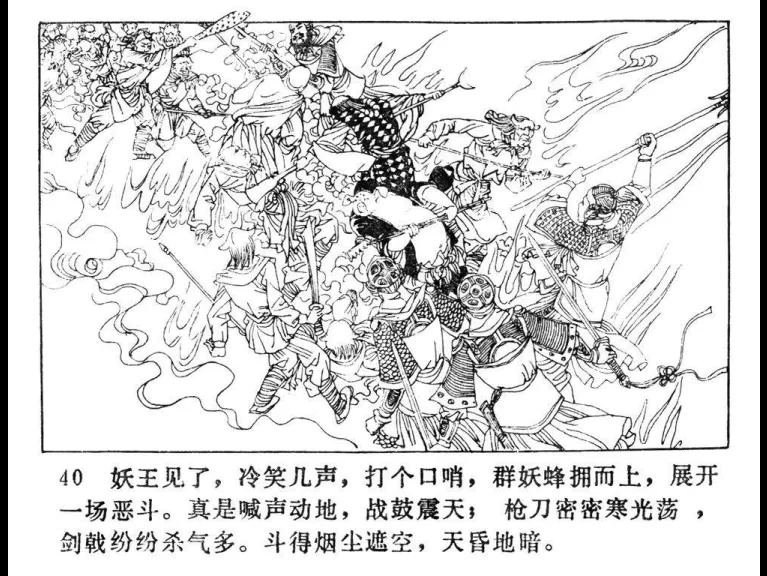 40 妖王见了，冷笑几声，打个口哨，群妖蜂拥而上，展开
一场恶斗。真是喊声动地，战鼓震天；枪刀密密寒光荡，
剑戟纷纷杀气多。斗得烟尘遮空，天昏地暗。